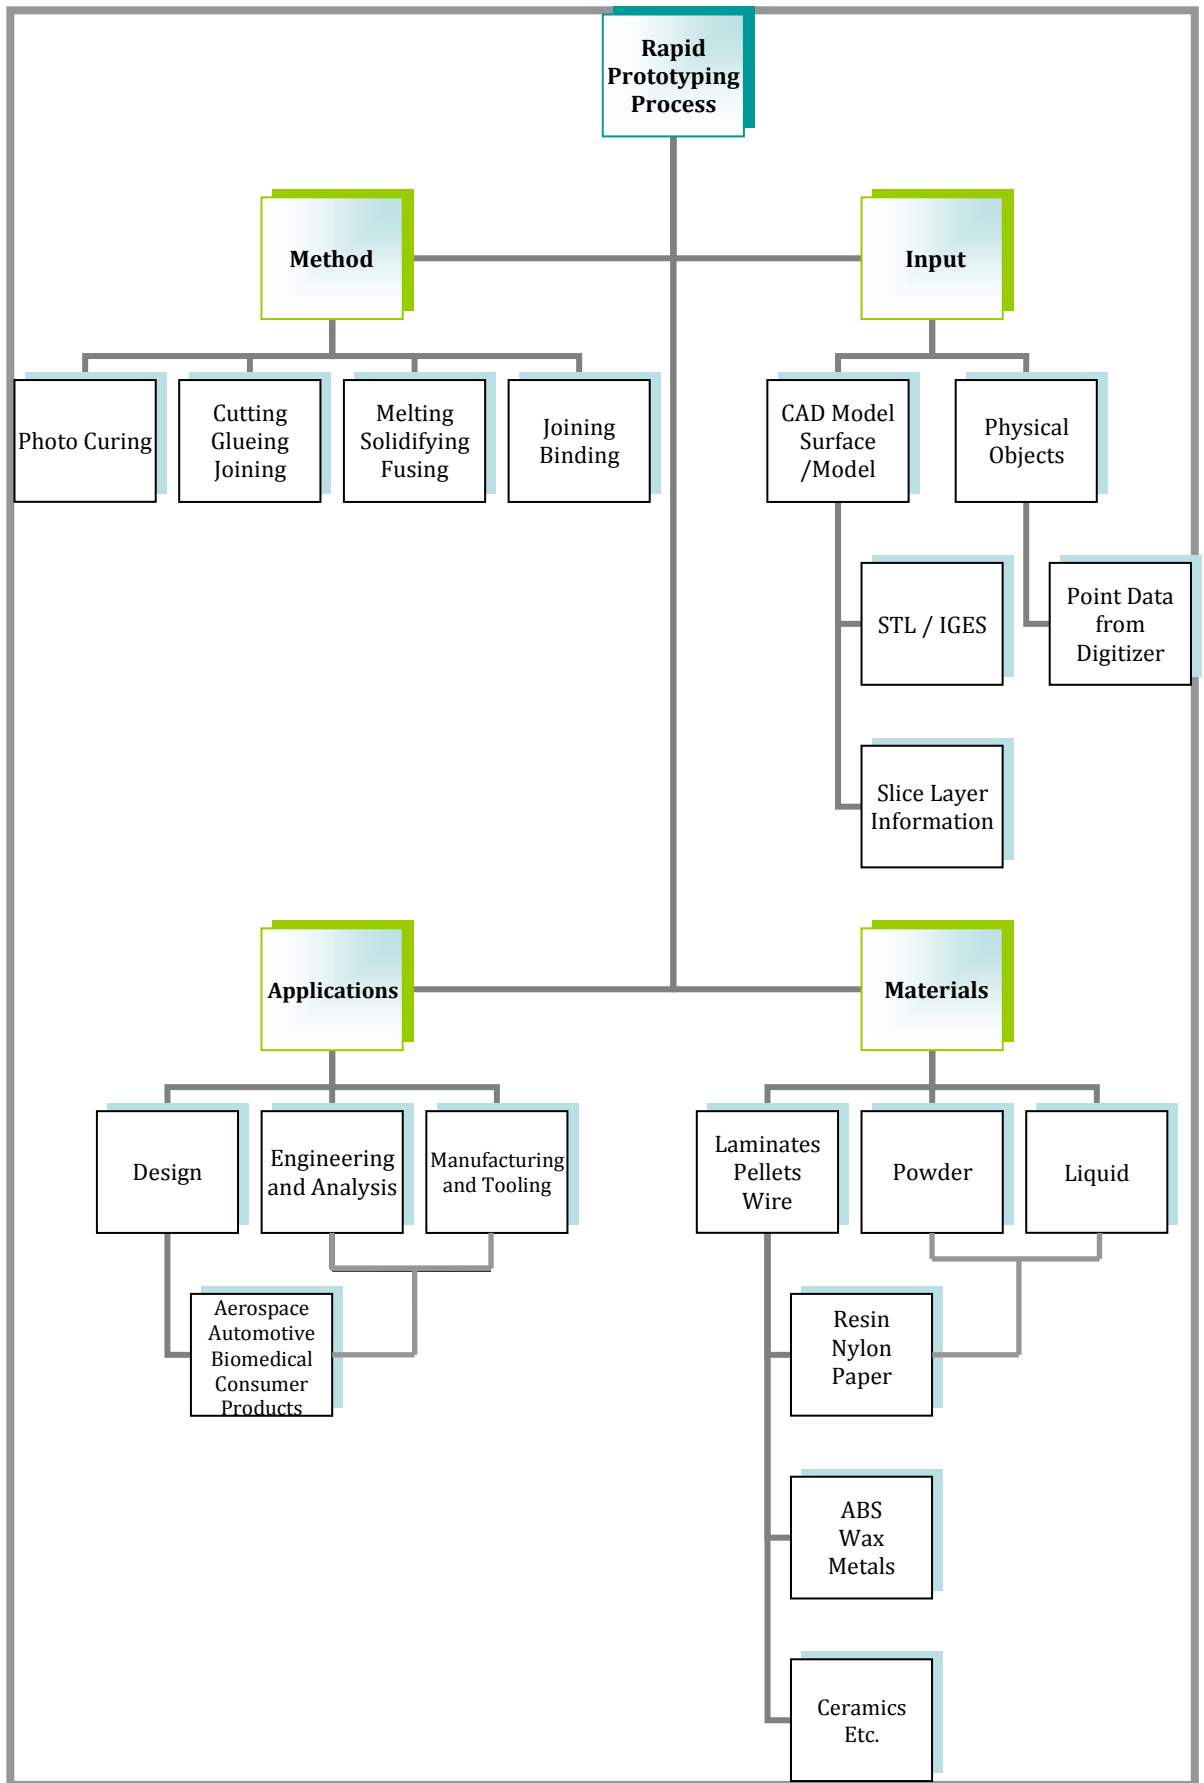 Rapid
Prototyping
Process
Method
Input
Photo Curing
Cutting
Glueing
Joining
Melting
Solidifying
Fusing
Joining
Binding
CAD Model
Surface
/Model
Physical
Objects
STL / IGES
Point Data
from
Digitizer
Slice Layer
Information
Applications
Materials
Design
Engineering
and Analysis
Manufacturing
and Tooling
Laminates
Pellets
Wire
Powder
Liquid
Aerospace
Automotive
Biomedical
Consumer
Products
Resin
Nylon
Paper
ABS
Wax
Metals
Ceramics
Etc.